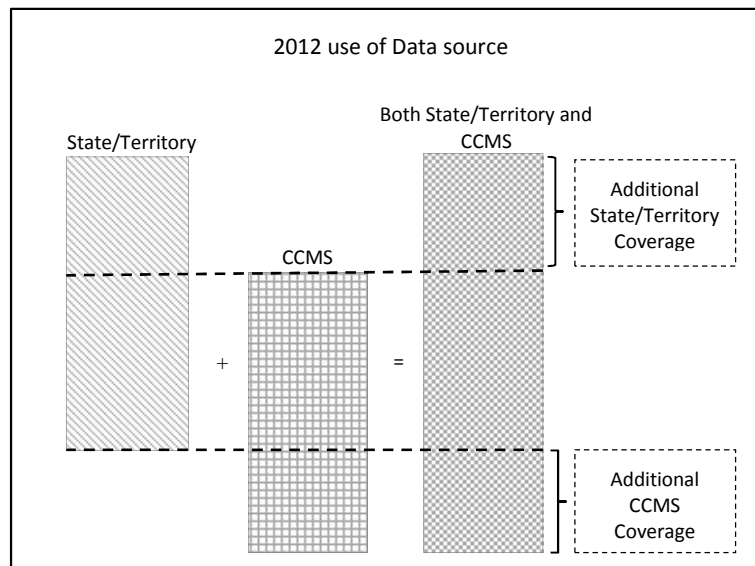 2012 use of Data source
State/Territory
Both State/Territory and
CCMS
Additional
State/Territory
Coverage
CCMS
+
=
Additional
CCMS
Coverage